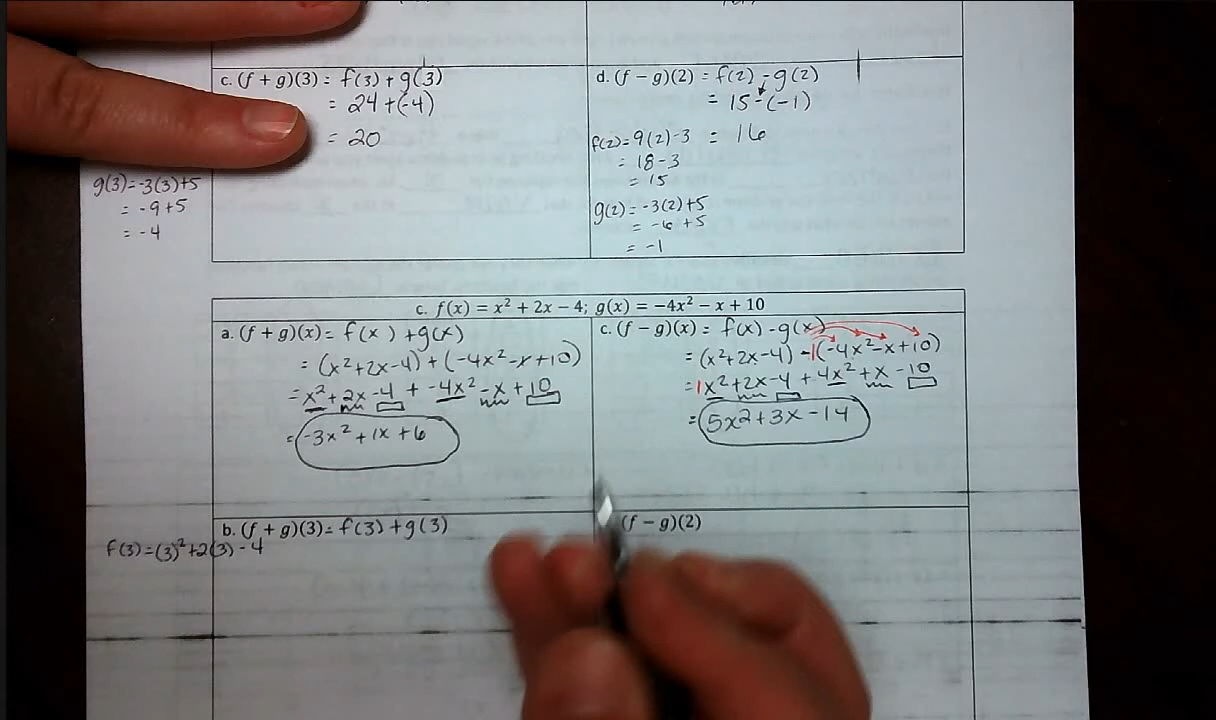 c. (f + g)(3) = f(3) + g(3)
= 24 + (-4)
= 20
g(3) = -3(3)+5
= -9+5
= -4
d. (f − g)(2) = f(2) - g(2)
= 15 - (-1)
= 16
f(2) = 9(2)-3
= 18-3
= 15
g(2) = -3(2)+5
= -6+5
= -1
c. f(x) = x² + 2x − 4; g(x) = −4x² − x + 10
a. (f + g)(x) = f(x) + g(x)
= (x²+2x-4) + (-4x²-x+10)
= x²+2x-4 + -4x²-x+10
= -3x²+1x+6
c. (f − g)(x) = f(x) - g(x)
= (x²+2x-4) -1(-4x²-x+10)
= 1x²+2x-4 + 4x²+x-10
= 5x²+3x-14
b. (f + g)(3) = f(3) + g(3)
f(3) = (3)²+2(3)-4
(f − g)(2)